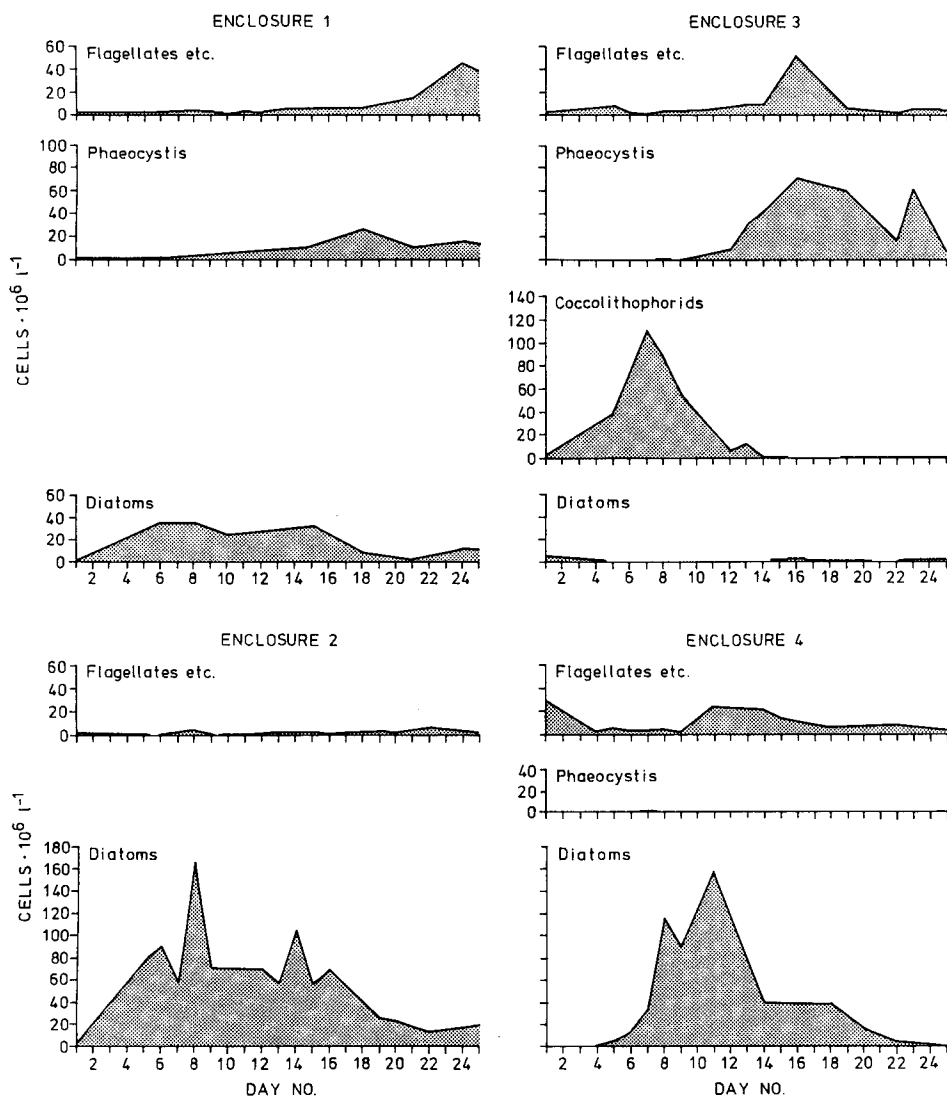 ENCLOSURE 1
Flagellates etc.
60
40
20
0
Phaeocystis
100
80
60
40
20
0
CELLS · 10⁶ l⁻¹
Diatoms
60
40
20
0
2 4 6 8 10 12 14 16 18 20 22 24
ENCLOSURE 3
Flagellates etc.
Phaeocystis
Coccolithophorids
140
120
100
80
60
40
20
0
Diatoms
2 4 6 8 10 12 14 16 18 20 22 24
ENCLOSURE 2
Flagellates etc.
60
40
20
0
CELLS · 10⁶ l⁻¹
Diatoms
180
160
140
120
100
80
60
40
20
0
2 4 6 8 10 12 14 16 18 20 22 24
DAY NO.
ENCLOSURE 4
Flagellates etc.
Phaeocystis
40
20
0
Diatoms
2 4 6 8 10 12 14 16 18 20 22 24
DAY NO.